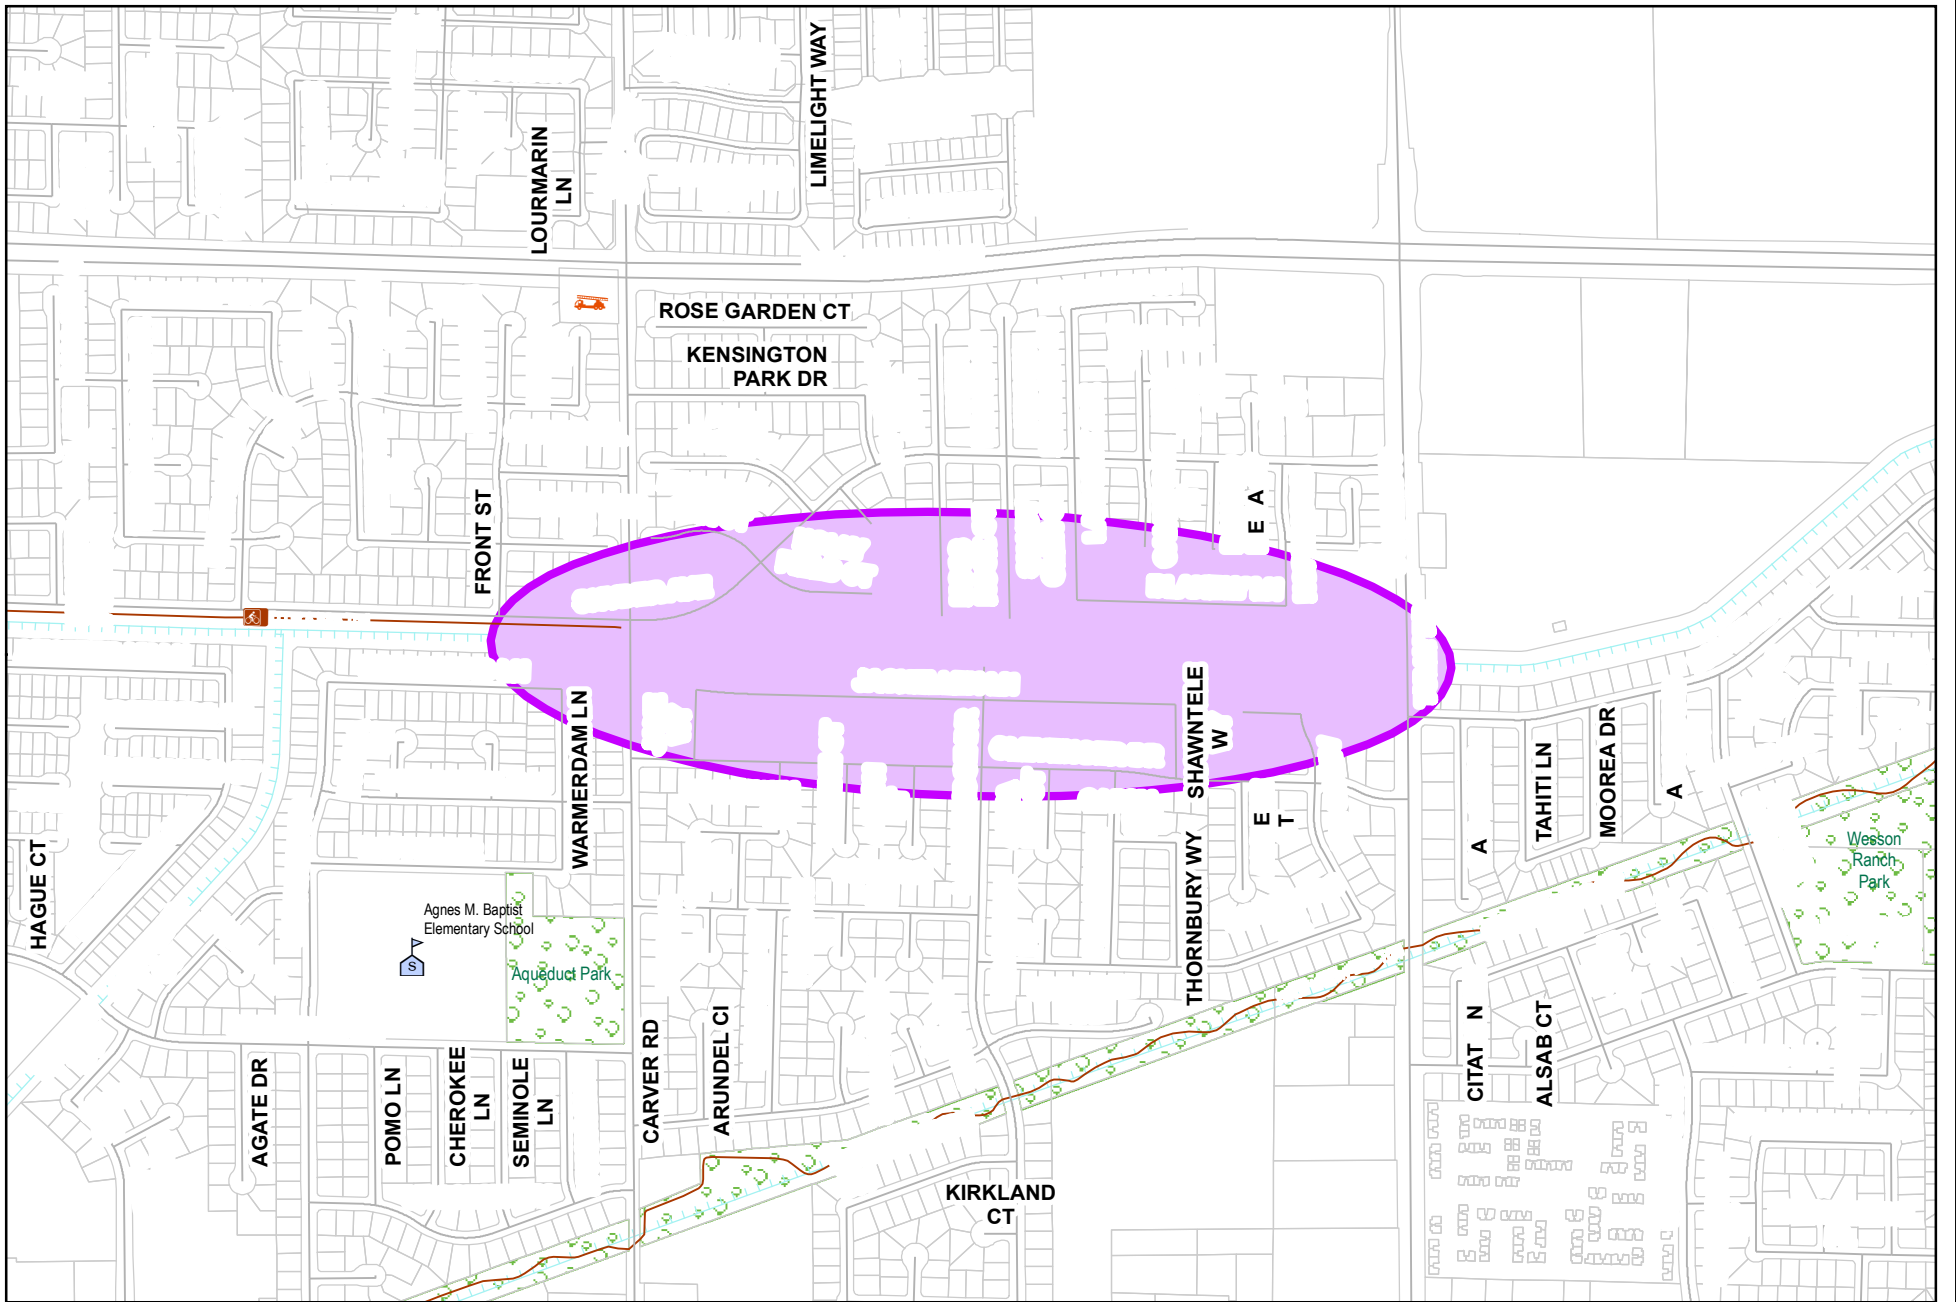 LIMELIGHT WAY
LOURMARIN
LN
ROSE GARDEN CT
KENSINGTON
PARK DR
FRONT ST
E A
WARMERDAM LN
SHAWNTELE
W
TAHITI LN
MOOREA DR
A
A
E
T
THORNBURY WY
HAGUE CT
Agnes M. Baptist
Elementary School
S
Aqueduct Park
Wesson
Ranch
Park
AGATE DR
POMO LN
CHEROKEE
LN
SEMINOLE
LN
CARVER RD
ARUNDEL CI
CITAT N
ALSAB CT
KIRKLAND
CT